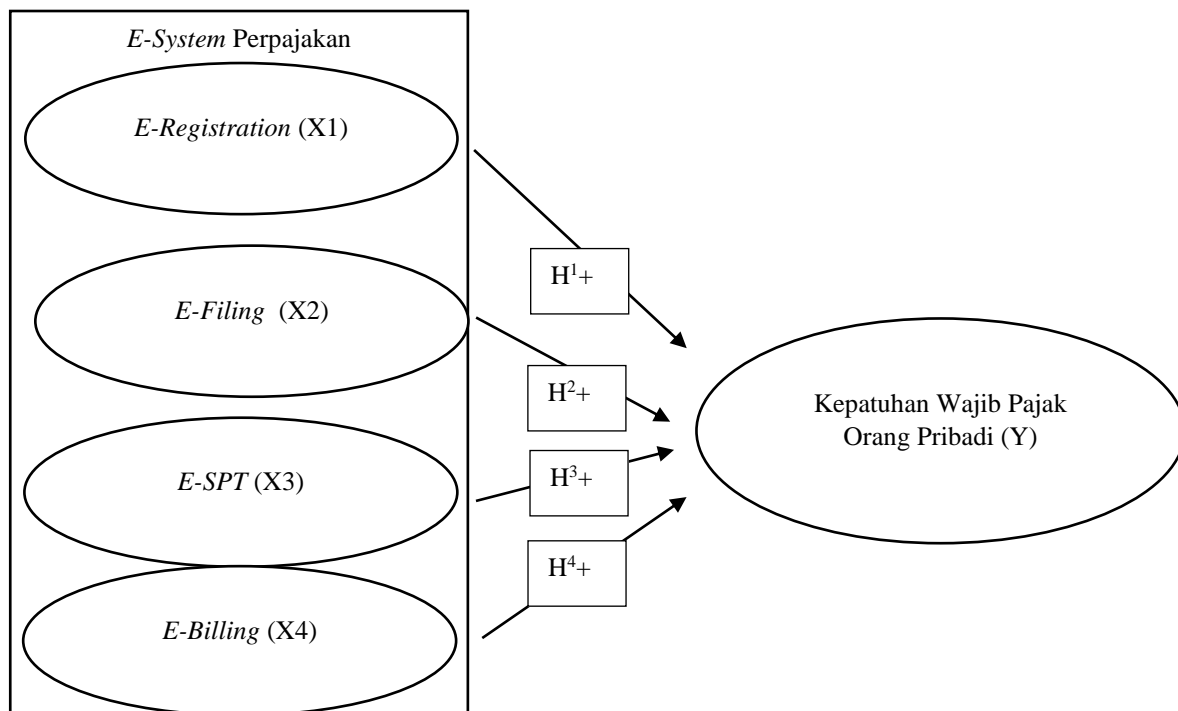 E-System Perpajakan
E-Registration (X1)
E-Filing (X2)
E-SPT (X3)
E-Billing (X4)
H¹+
H²+
H³+
H⁴+
Kepatuhan Wajib Pajak
Orang Pribadi (Y)